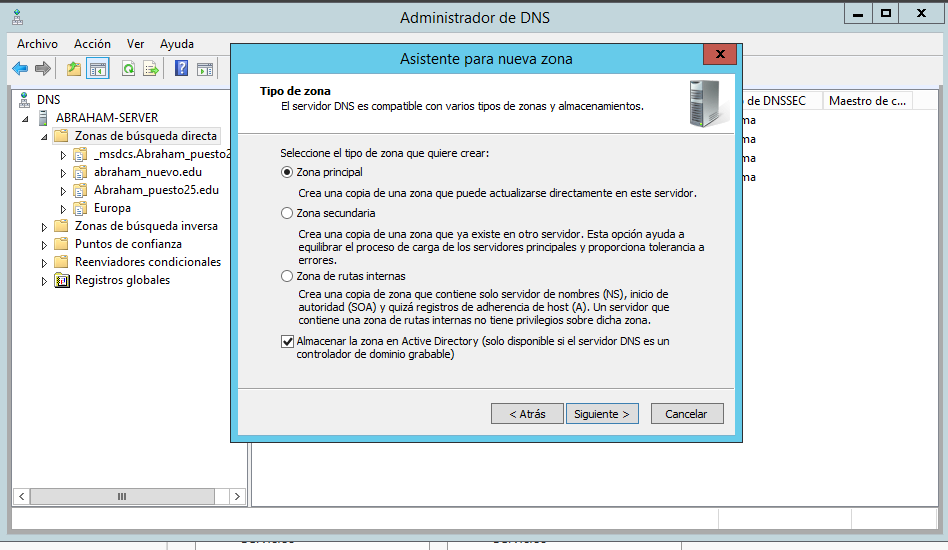 Administrador de DNS
Archivo Acción Ver Ayuda
DNS
ABRAHAM-SERVER
Zonas de búsqueda directa
_msdcs.Abraham_puesto2
abraham_nuevo.edu
Abraham_puesto25.edu
Europa
Zonas de búsqueda inversa
Puntos de confianza
Reenviadores condicionales
Registros globales
de DNSSEC Maestro de c...
ma
ma
ma
ma
Asistente para nueva zona
Tipo de zona
El servidor DNS es compatible con varios tipos de zonas y almacenamientos.
Seleccione el tipo de zona que quiere crear:
Zona principal
Crea una copia de una zona que puede actualizarse directamente en este servidor.
Zona secundaria
Crea una copia de una zona que ya existe en otro servidor. Esta opción ayuda a
equilibrar el proceso de carga de los servidores principales y proporciona tolerancia a
errores.
Zona de rutas internas
Crea una copia de zona que contiene solo servidor de nombres (NS), inicio de
autoridad (SOA) y quizá registros de adherencia de host (A). Un servidor que
contiene una zona de rutas internas no tiene privilegios sobre dicha zona.
Almacenar la zona en Active Directory (solo disponible si el servidor DNS es un
controlador de dominio grabable)
< Atrás Siguiente > Cancelar